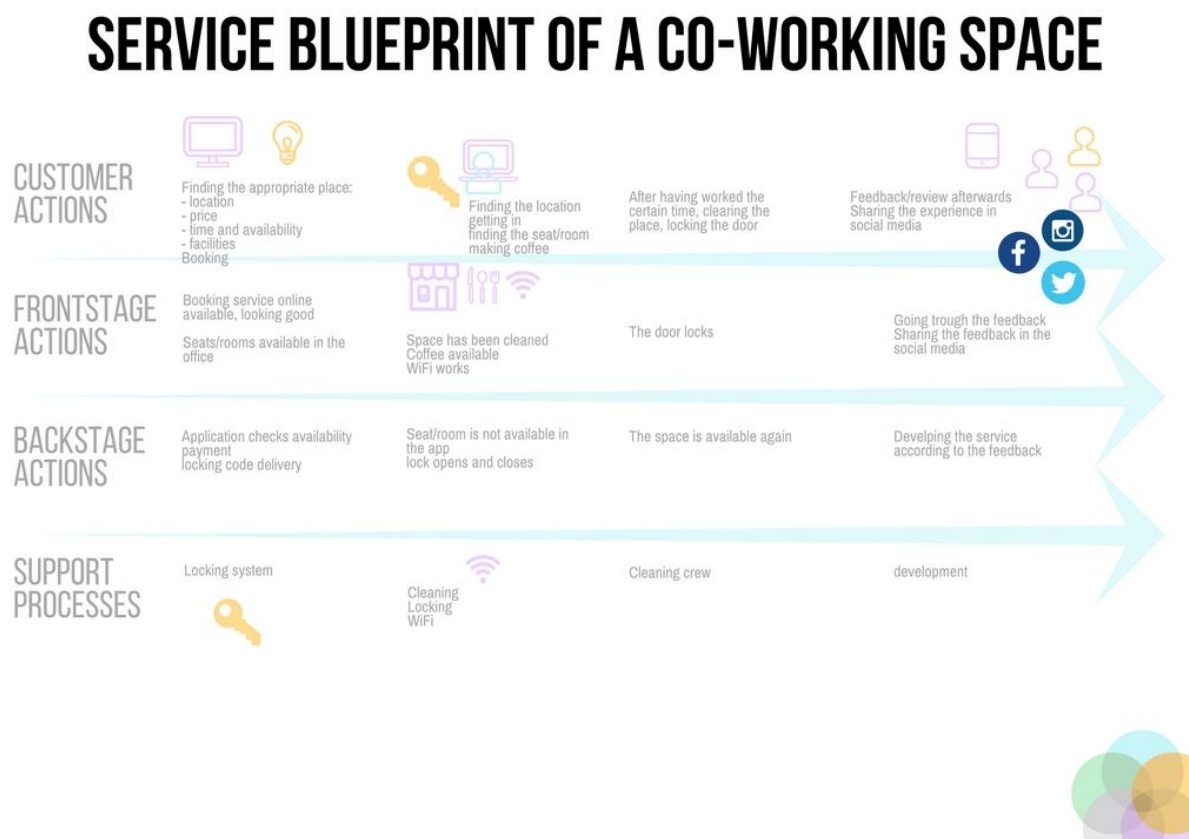 SERVICE BLUEPRINT OF A CO-WORKING SPACE
CUSTOMER
ACTIONS
Finding the appropriate place:
- location
- price
- time and availability
- facilities
Booking
Finding the location
getting in
finding the seat/room
making coffee
After having worked the
certain time, clearing the
place, locking the door
Feedback/review afterwards
Sharing the experience in
social media
FRONTSTAGE
ACTIONS
Booking service online
available, looking good
Seats/rooms available in the
office
Space has been cleaned
Coffee available
WiFi works
The door locks
Going trough the feedback
Sharing the feedback in the
social media
BACKSTAGE
ACTIONS
Application checks availability
payment
locking code delivery
Seat/room is not available in
the app
lock opens and closes
The space is available again
Develping the service
according to the feedback
SUPPORT
PROCESSES
Locking system
Cleaning
Locking
WiFi
Cleaning crew
development